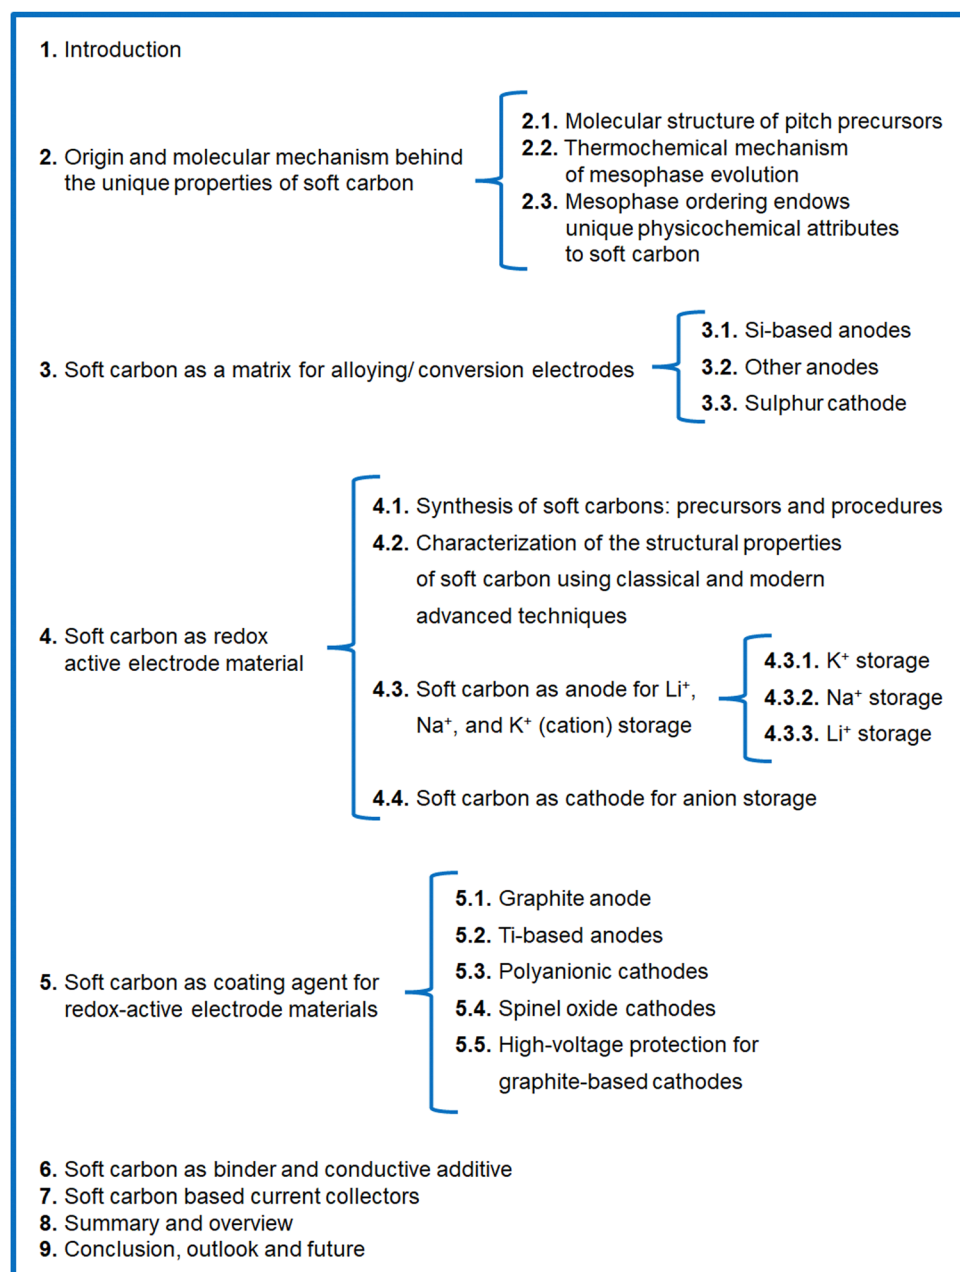 1. Introduction
2. Origin and molecular mechanism behind
the unique properties of soft carbon
2.1. Molecular structure of pitch precursors
2.2. Thermochemical mechanism
of mesophase evolution
2.3. Mesophase ordering endows
unique physicochemical attributes
to soft carbon
3. Soft carbon as a matrix for alloying/ conversion electrodes
3.1. Si-based anodes
3.2. Other anodes
3.3. Sulphur cathode
4. Soft carbon as redox
active electrode material
4.1. Synthesis of soft carbons: precursors and procedures
4.2. Characterization of the structural properties
of soft carbon using classical and modern
advanced techniques
4.3. Soft carbon as anode for Li⁺,
Na⁺, and K⁺ (cation) storage
4.3.1. K⁺ storage
4.3.2. Na⁺ storage
4.3.3. Li⁺ storage
4.4. Soft carbon as cathode for anion storage
5. Soft carbon as coating agent for
redox-active electrode materials
5.1. Graphite anode
5.2. Ti-based anodes
5.3. Polyanionic cathodes
5.4. Spinel oxide cathodes
5.5. High-voltage protection for
graphite-based cathodes
6. Soft carbon as binder and conductive additive
7. Soft carbon based current collectors
8. Summary and overview
9. Conclusion, outlook and future